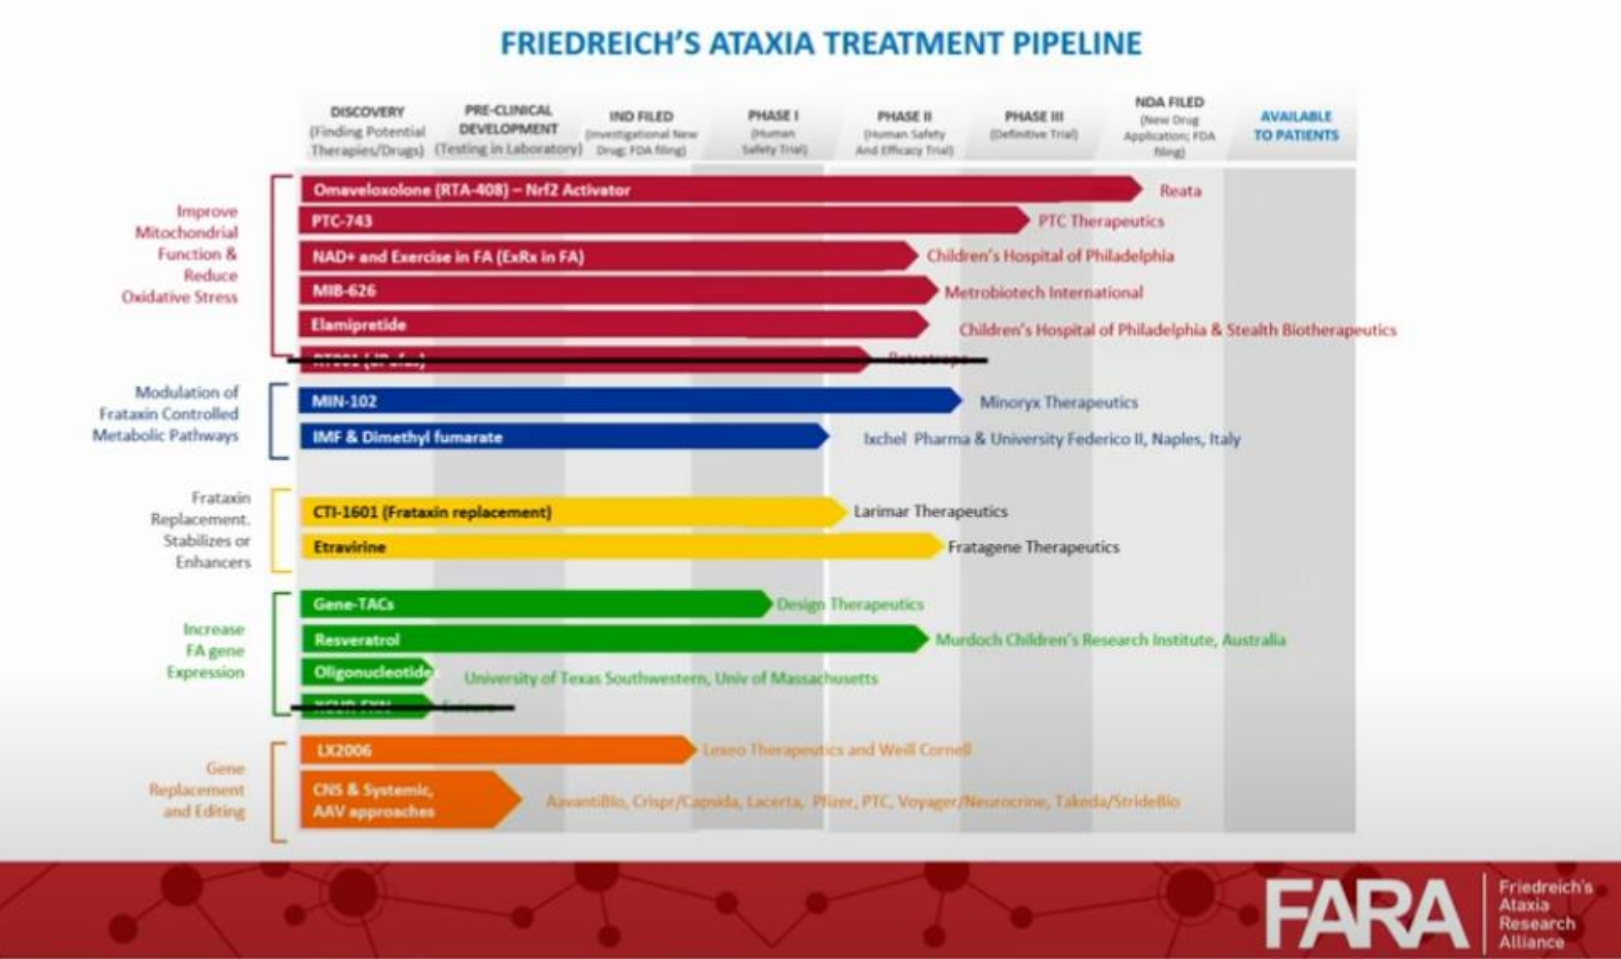 FRIEDREICH'S ATAXIA TREATMENT PIPELINE
DISCOVERY
(Finding Potential
Therapies/Drugs)
PRE-CLINICAL
DEVELOPMENT
(Testing in Laboratory)
IND FILED
(Investigational New
Drug; FDA filing)
PHASE I
(Human
Safety Trial)
PHASE II
(Human Safety
And Efficacy Trial)
PHASE III
(Definitive Trial)
NDA FILED
(New Drug
Application; FDA
filing)
AVAILABLE
TO PATIENTS
Improve
Mitochondrial
Function &
Reduce
Oxidative Stress
Omaveloxolone (RTA-408) – Nrf2 Activator
Reata
PTC-743
PTC Therapeutics
NAD+ and Exercise in FA (ExRx in FA)
Children's Hospital of Philadelphia
MIB-626
Metrobiotech International
Elamipretide
Children's Hospital of Philadelphia & Stealth Biotherapeutics
Modulation of
Frataxin Controlled
Metabolic Pathways
MIN-102
Minoryx Therapeutics
IMF & Dimethyl fumarate
Ixchel Pharma & University Federico II, Naples, Italy
Frataxin
Replacement.
Stabilizes or
Enhancers
CTI-1601 (Frataxin replacement)
Larimar Therapeutics
Etravirine
Fratagene Therapeutics
Increase
FA gene
Expression
Gene-TACs
Design Therapeutics
Resveratrol
Murdoch Children's Research Institute, Australia
Oligonucleotide
University of Texas Southwestern, Univ of Massachusetts
Gene
Replacement
and Editing
LX2006
Lexeo Therapeutics and Weill Cornell
CNS & Systemic,
AAV approaches
AavantiBio, Crispr/Capsida, Lacerta, Pfizer, PTC, Voyager/Neurocrine, Takeda/StrideBio
FARA
Friedreich's
Ataxia
Research
Alliance